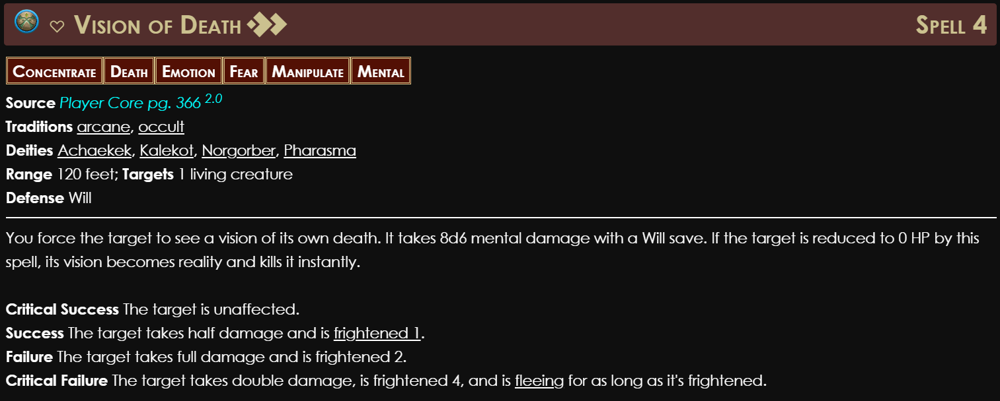 Vision of Death Spell 4
Concentrate Death Emotion Fear Manipulate Mental
Source Player Core pg. 366 2.0
Traditions arcane, occult
Deities Achaekek, Kalekot, Norgorber, Pharasma
Range 120 feet; Targets 1 living creature
Defense Will
You force the target to see a vision of its own death. It takes 8d6 mental damage with a Will save. If the target is reduced to 0 HP by this
spell, its vision becomes reality and kills it instantly.
Critical Success The target is unaffected.
Success The target takes half damage and is frightened 1.
Failure The target takes full damage and is frightened 2.
Critical Failure The target takes double damage, is frightened 4, and is fleeing for as long as it's frightened.